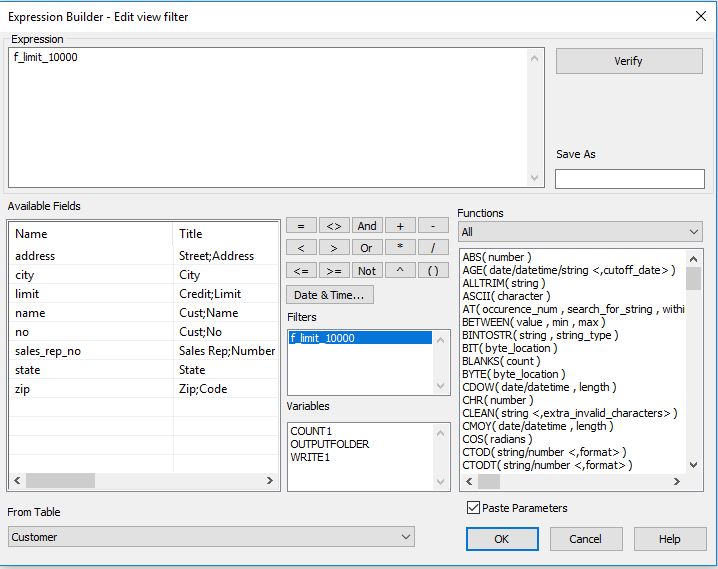 Expression Builder - Edit view filter
Expression
f_limit_10000
Verify
Save As
Available Fields
Name Title
address Street;Address
city City
limit Credit;Limit
name Cust;Name
no Cust;No
sales_rep_no Sales Rep;Number
state State
zip Zip;Code
= <> And + -
< > Or * /
<= >= Not ^ ( )
Date & Time...
Filters
f_limit_10000
Variables
COUNT1
OUTPUTFOLDER
WRITE1
Functions
All
ABS( number )
AGE( date/datetime/string <,cutoff_date> )
ALLTRIM( string )
ASCII( character )
AT( occurence_num , search_for_string , withi
BETWEEN( value , min , max )
BINTOSTR( string , string_type )
BIT( byte_location )
BLANKS( count )
BYTE( byte_location )
CDOW( date/datetime , length )
CHR( number )
CLEAN( string <,extra_invalid_characters> )
CMOY( date/datetime , length )
COS( radians )
CTOD( string/number <,format> )
CTODT( string/number <,format> )
From Table
Customer
Paste Parameters
OK
Cancel
Help